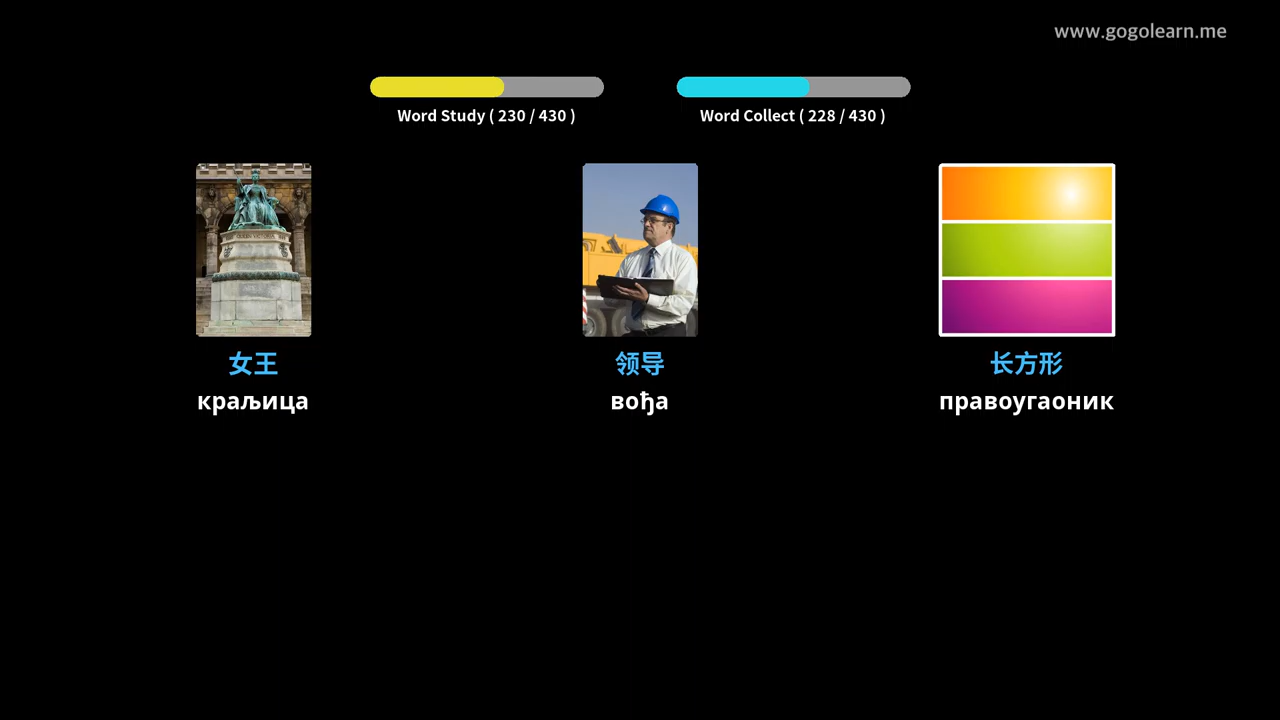 www.gogolearn.me
Word Study ( 230 / 430 )
Word Collect ( 228 / 430 )
女王
краљица
领导
вођа
长方形
правоугаоник